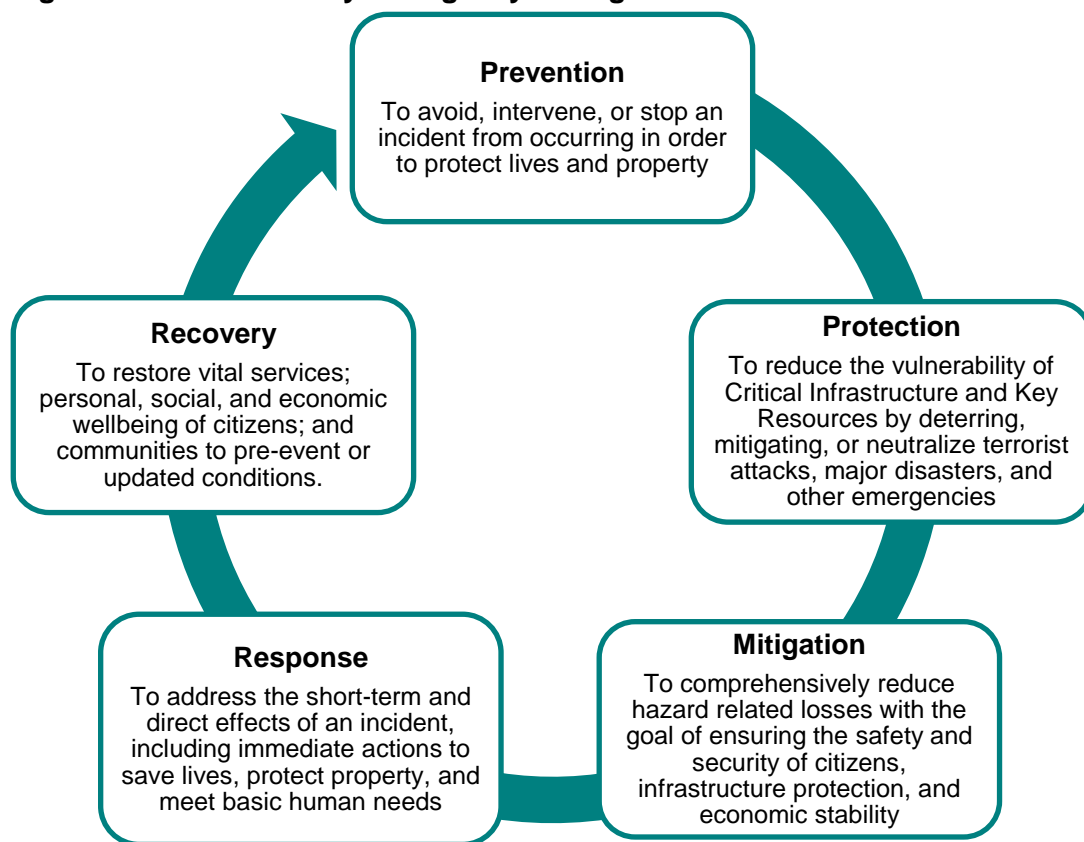 Prevention
To avoid, intervene, or stop an
incident from occurring in order
to protect lives and property
Protection
To reduce the vulnerability of
Critical Infrastructure and Key
Resources by deterring,
mitigating, or neutralize terrorist
attacks, major disasters, and
other emergencies
Mitigation
To comprehensively reduce
hazard related losses with the
goal of ensuring the safety and
security of citizens,
infrastructure protection, and
economic stability
Response
To address the short-term and
direct effects of an incident,
including immediate actions to
save lives, protect property, and
meet basic human needs
Recovery
To restore vital services;
personal, social, and economic
wellbeing of citizens; and
communities to pre-event or
updated conditions.